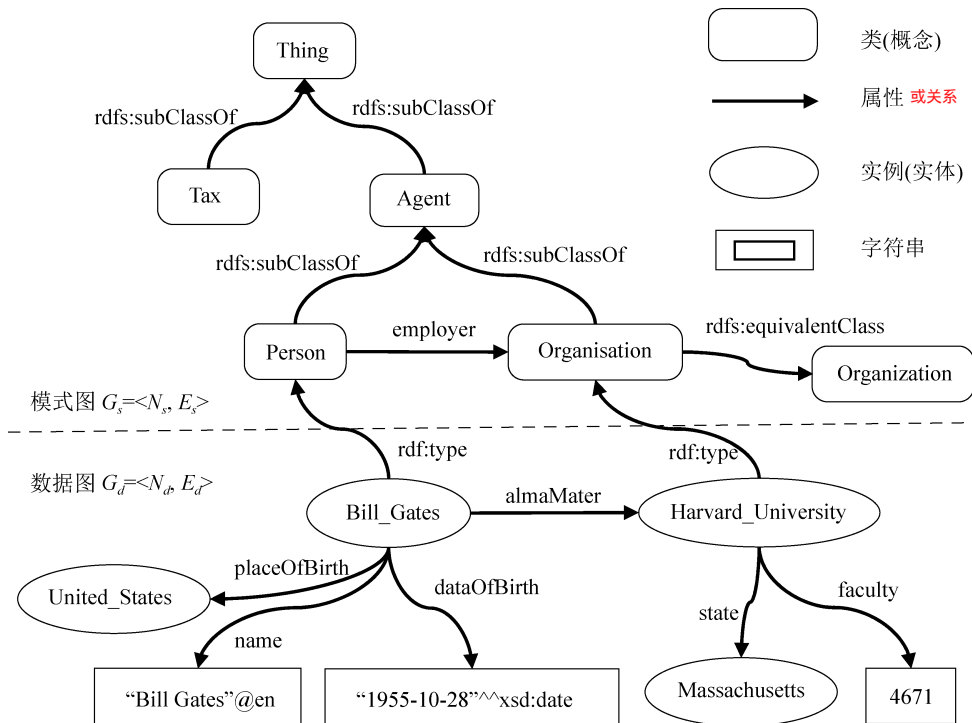 Thing
类(概念)
rdfs:subClassOf
rdfs:subClassOf
属性 或关系
Tax
Agent
实例(实体)
rdfs:subClassOf
rdfs:subClassOf
字符串
Person
employer
Organisation
rdfs:equivalentClass
Organization
模式图 Gs=<Ns, Es>
rdf:type
rdf:type
数据图 Gd=<Nd, Ed>
Bill_Gates
almaMater
Harvard_University
United_States
placeOfBirth
dataOfBirth
state
faculty
name
“Bill Gates”@en
“1955-10-28”^^xsd:date
Massachusetts
4671